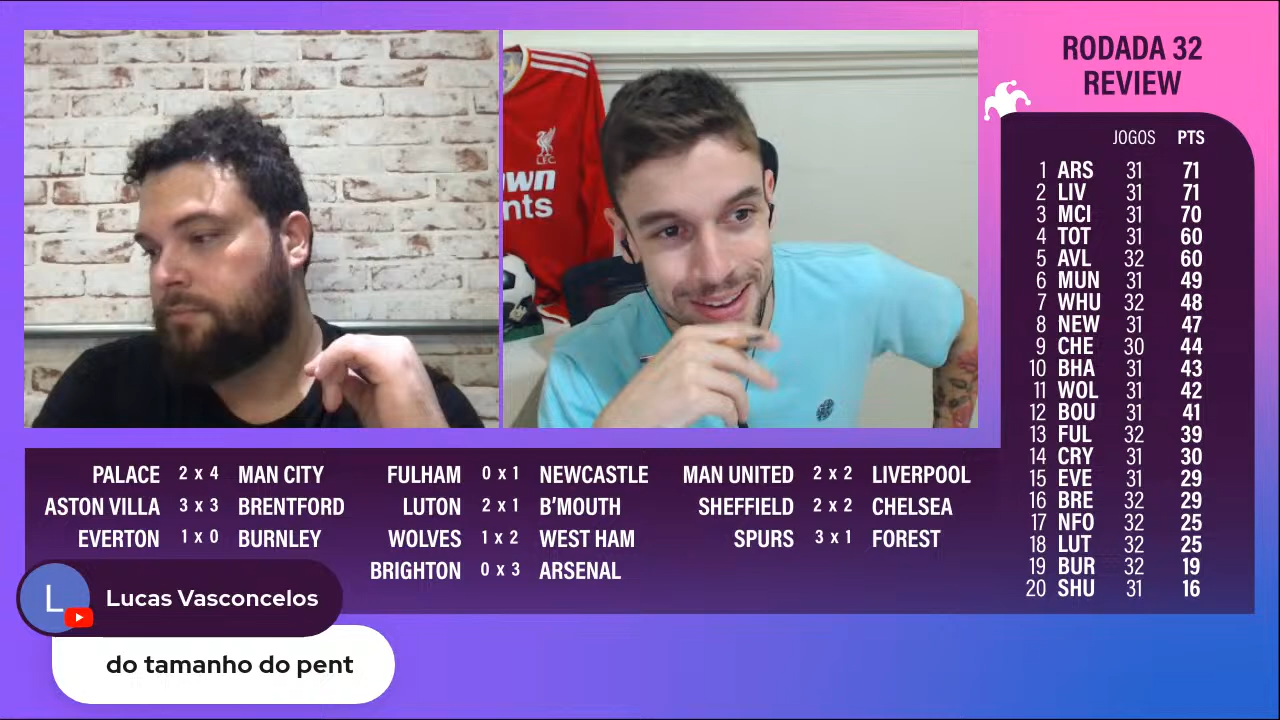 RODADA 32
REVIEW
JOGOS PTS
1 ARS 31 71
2 LIV 31 71
3 MCI 31 70
4 TOT 31 60
5 AVL 32 60
6 MUN 31 49
7 WHU 32 48
8 NEW 31 47
9 CHE 30 44
10 BHA 31 43
11 WOL 31 42
12 BOU 31 41
13 FUL 32 39
14 CRY 31 30
15 EVE 31 29
16 BRE 32 29
17 NFO 32 25
18 LUT 32 25
19 BUR 32 19
20 SHU 31 16
L.F.C.
wn
nts
PALACE 2 x 4 MAN CITY
ASTON VILLA 3 x 3 BRENTFORD
EVERTON 1 x 0 BURNLEY
FULHAM 0 x 1 NEWCASTLE
LUTON 2 x 1 B'MOUTH
WOLVES 1 x 2 WEST HAM
BRIGHTON 0 x 3 ARSENAL
MAN UNITED 2 x 2 LIVERPOOL
SHEFFIELD 2 x 2 CHELSEA
SPURS 3 x 1 FOREST
L
Lucas Vasconcelos
do tamanho do pent